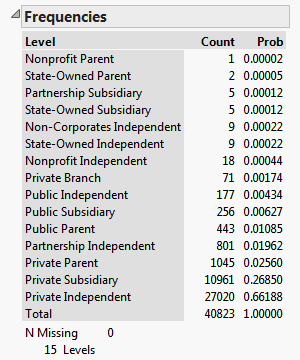 Frequencies
Level Count Prob
Nonprofit Parent 1 0.00002
State-Owned Parent 2 0.00005
Partnership Subsidiary 5 0.00012
State-Owned Subsidiary 5 0.00012
Non-Corporates Independent 9 0.00022
State-Owned Independent 9 0.00022
Nonprofit Independent 18 0.00044
Private Branch 71 0.00174
Public Independent 177 0.00434
Public Subsidiary 256 0.00627
Public Parent 443 0.01085
Partnership Independent 801 0.01962
Private Parent 1045 0.02560
Private Subsidiary 10961 0.26850
Private Independent 27020 0.66188
Total 40823 1.00000
N Missing 0
15 Levels